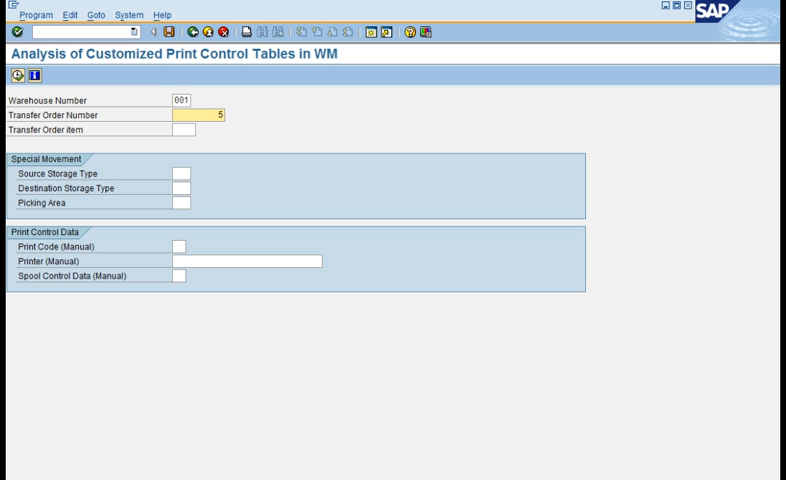 Program Edit Goto System Help
SAP
Analysis of Customized Print Control Tables in WM
Warehouse Number 001
Transfer Order Number 5
Transfer Order item
Special Movement
Source Storage Type
Destination Storage Type
Picking Area
Print Control Data
Print Code (Manual)
Printer (Manual)
Spool Control Data (Manual)